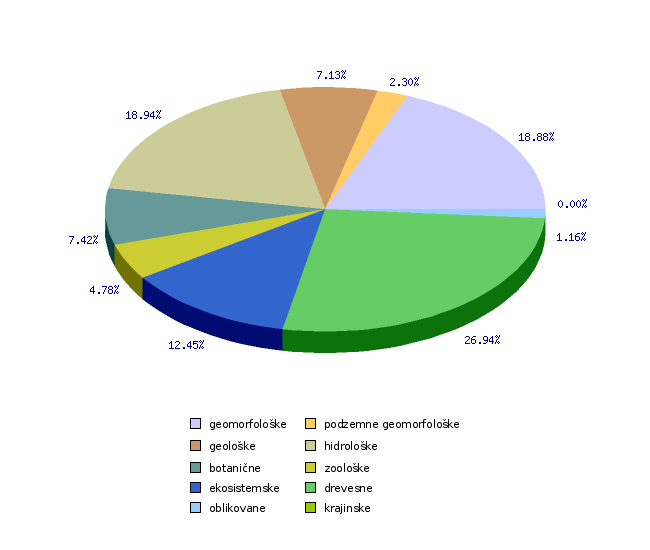 7.13%
2.30%
18.94%
18.88%
0.00%
7.42%
1.16%
4.78%
26.94%
12.45%
geomorfološke podzemne geomorfološke
geološke hidrološke
botanične zoološke
ekosistemske drevesne
oblikovane krajinske